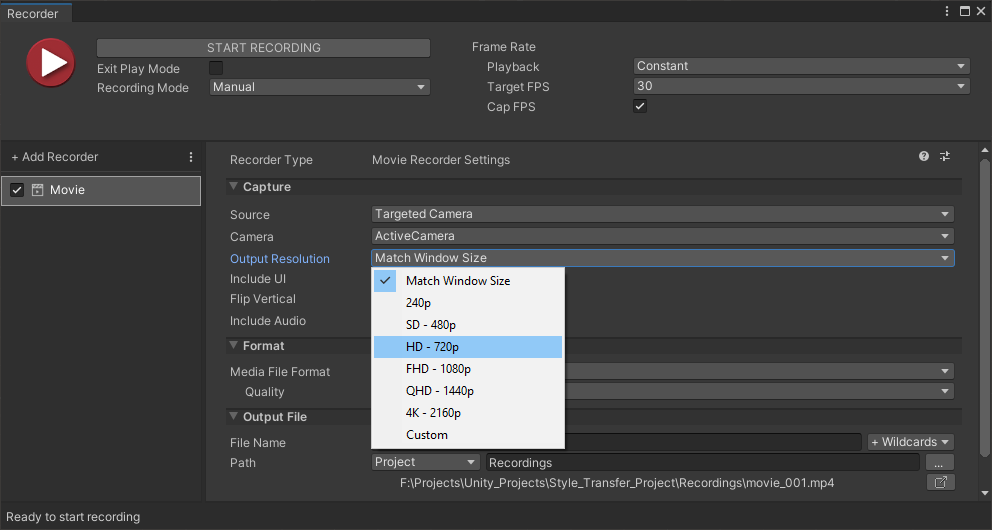 Recorder
START RECORDING
Exit Play Mode
Recording Mode Manual
Frame Rate
Playback Constant
Target FPS 30
Cap FPS
+ Add Recorder
Movie
Recorder Type Movie Recorder Settings
Capture
Source Targeted Camera
Camera ActiveCamera
Output Resolution Match Window Size
Include UI
Flip Vertical
Include Audio
Match Window Size
240p
SD - 480p
HD - 720p
FHD - 1080p
QHD - 1440p
4K - 2160p
Custom
Format
Media File Format
Quality
Output File
File Name + Wildcards
Path Project Recordings ...
F:\Projects\Unity_Projects\Style_Transfer_Project\Recordings\movie_001.mp4
Ready to start recording